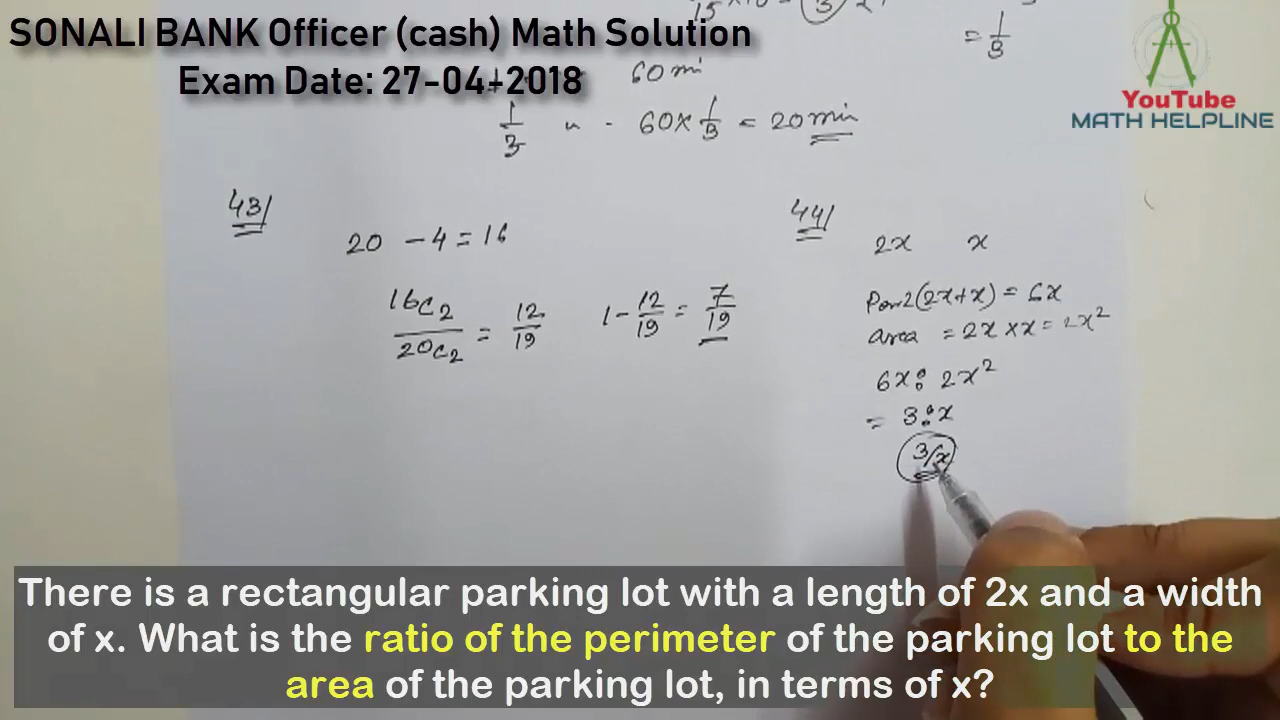 SONALI BANK Officer (cash) Math Solution
Exam Date: 27-04-2018
= 1/3
60 min
1/3 〃 - 60 × 1/3 = 20 min
YouTube
MATH HELPLINE
43/
20 - 4 = 16
16C2/20C2 = 12/19 1 - 12/19 = 7/19
44/
2x x
Per 2(2x+x) = 6x
area = 2x × x = 2x²
6x : 2x²
= 3 : x
3/x
There is a rectangular parking lot with a length of 2x and a width
of x. What is the ratio of the perimeter of the parking lot to the
area of the parking lot, in terms of x?